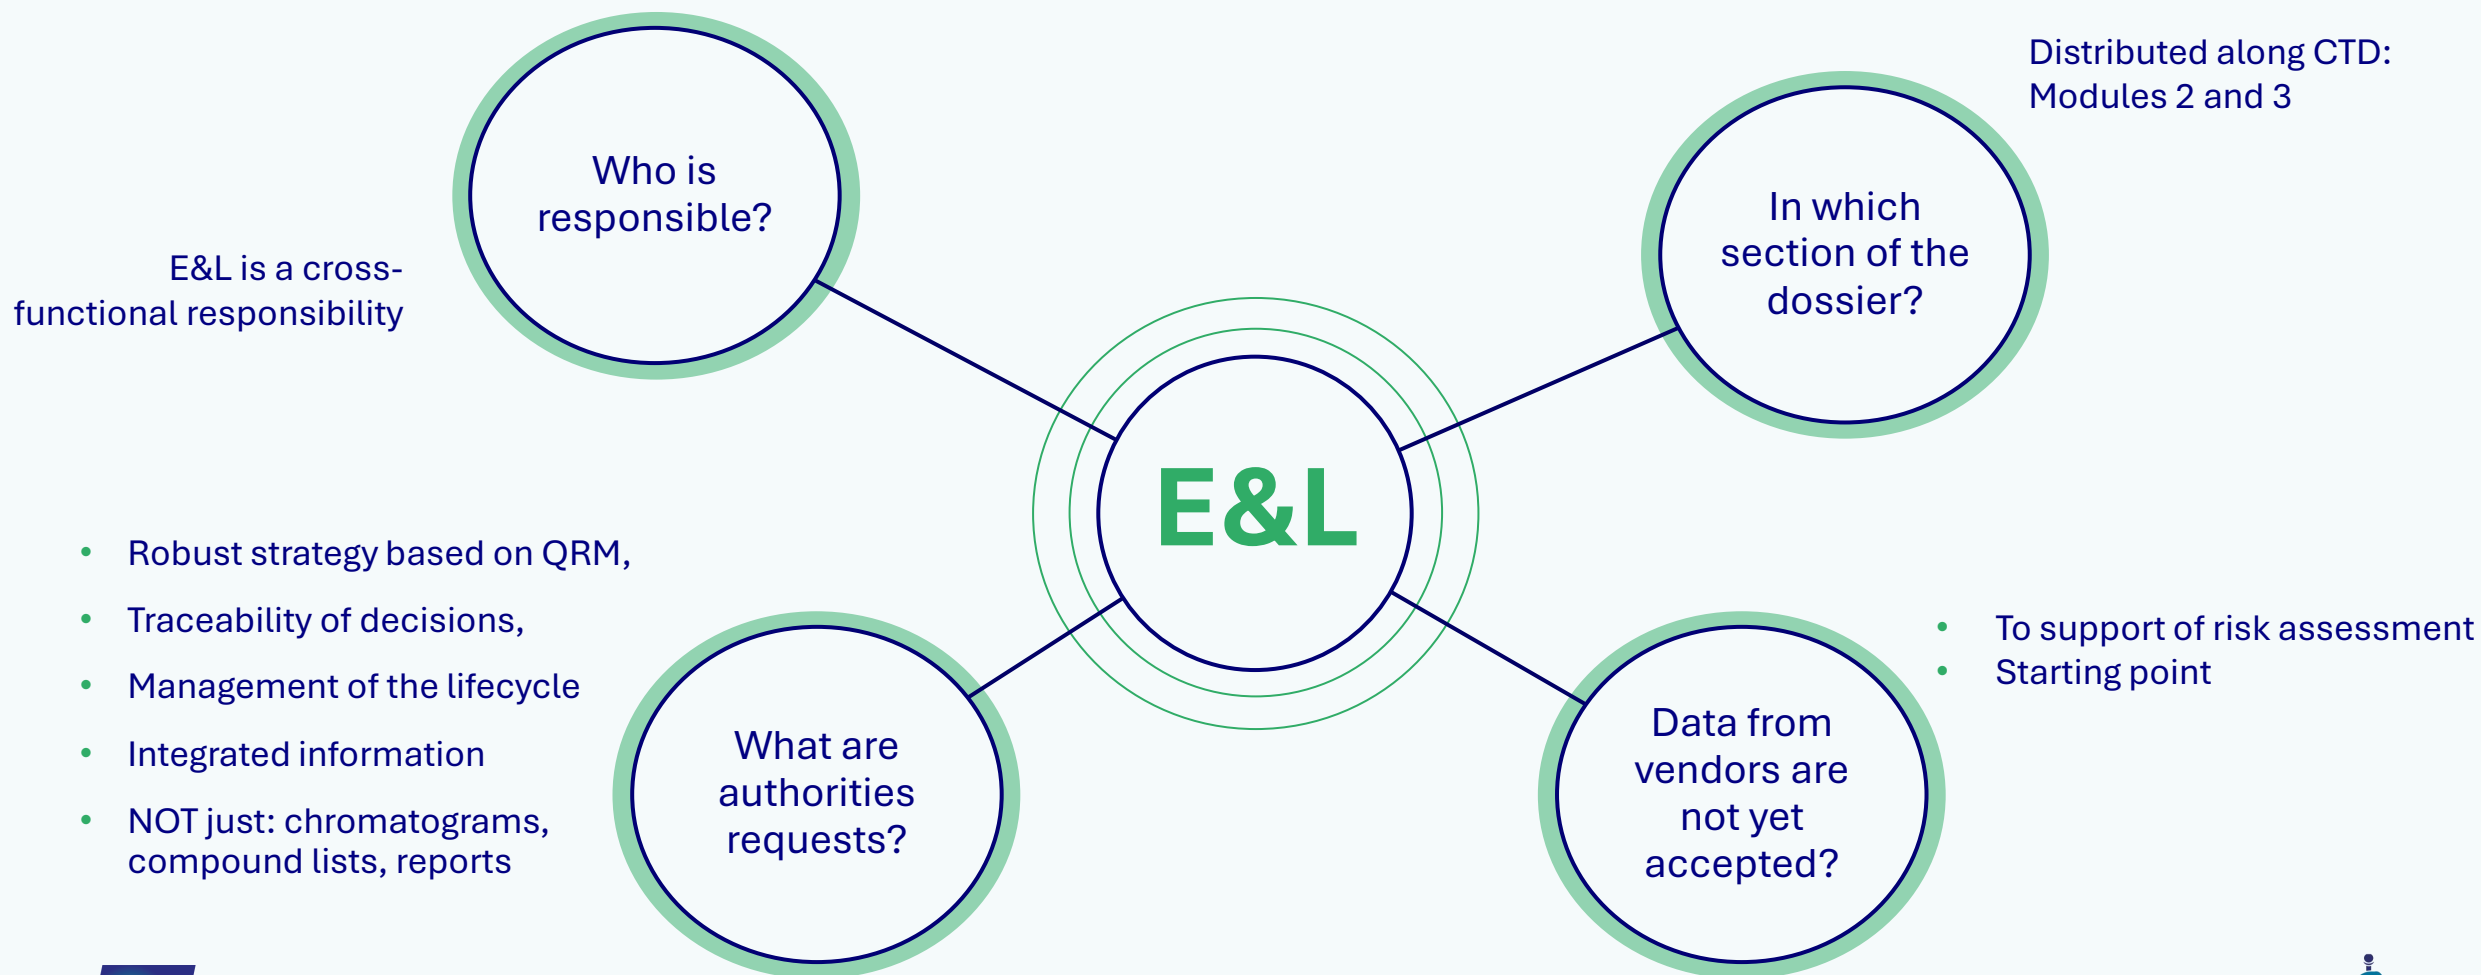 Who is
responsible?
E&L is a cross-
functional responsibility
Distributed along CTD:
Modules 2 and 3
In which
section of the
dossier?
E&L
• Robust strategy based on QRM,
• Traceability of decisions,
• Management of the lifecycle
• Integrated information
• NOT just: chromatograms,
compound lists, reports
What are
authorities
requests?
• To support of risk assessment
• Starting point
Data from
vendors are
not yet
accepted?